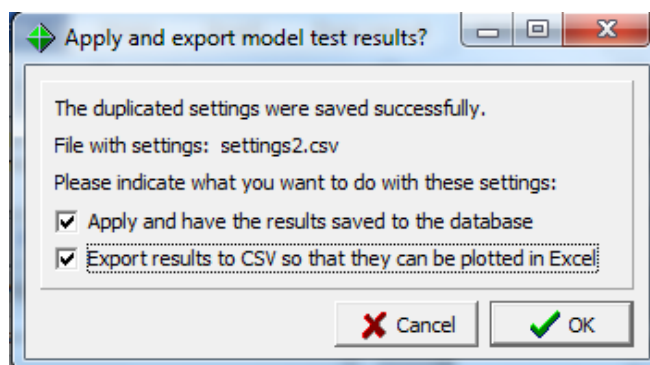 Apply and export model test results?
The duplicated settings were saved successfully.
File with settings: settings2.csv
Please indicate what you want to do with these settings:
Apply and have the results saved to the database
Export results to CSV so that they can be plotted in Excel
Cancel
OK